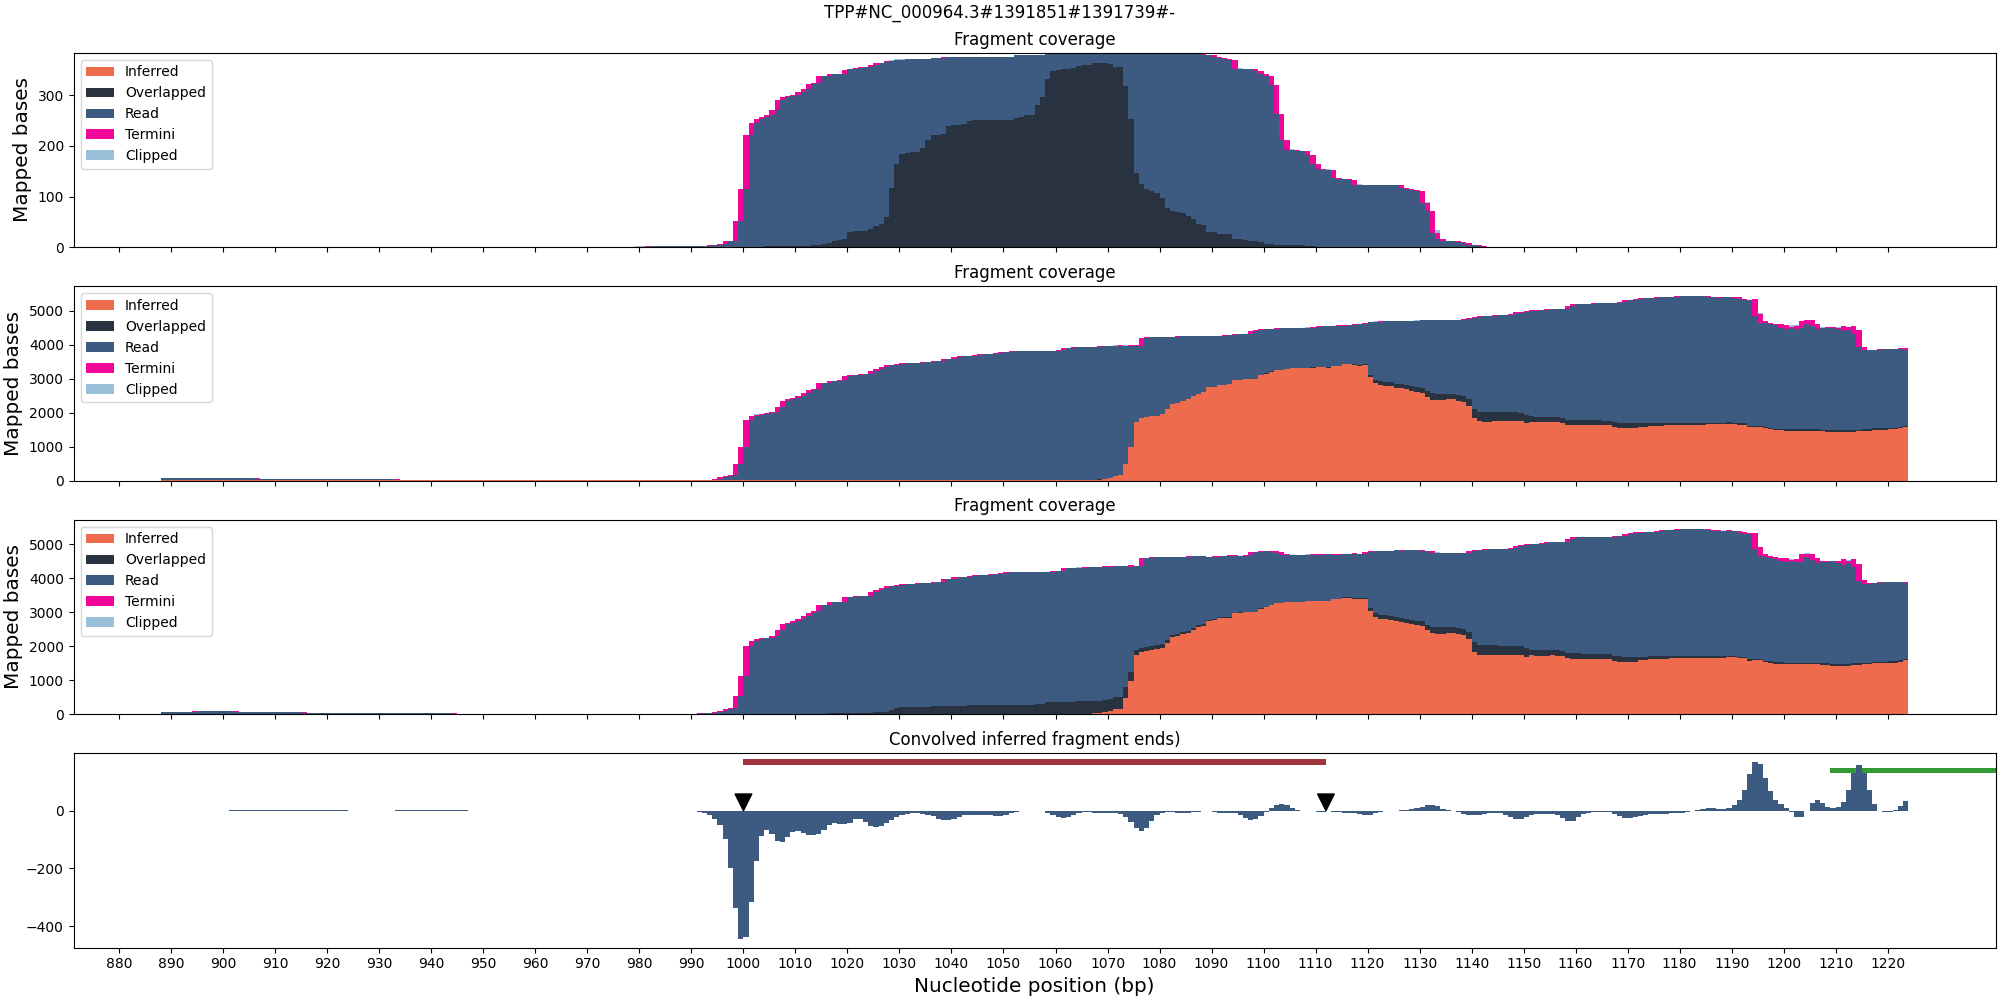 TPP#NC_000964.3#1391851#1391739#-
Fragment coverage
Mapped bases
300
200
100
0
Inferred
Overlapped
Read
Termini
Clipped
Fragment coverage
Mapped bases
5000
4000
3000
2000
1000
0
Inferred
Overlapped
Read
Termini
Clipped
Fragment coverage
Mapped bases
5000
4000
3000
2000
1000
0
Inferred
Overlapped
Read
Termini
Clipped
Convolved inferred fragment ends)
0
−200
−400
880 890 900 910 920 930 940 950 960 970 980 990 1000 1010 1020 1030 1040 1050 1060 1070 1080 1090 1100 1110 1120 1130 1140 1150 1160 1170 1180 1190 1200 1210 1220
Nucleotide position (bp)